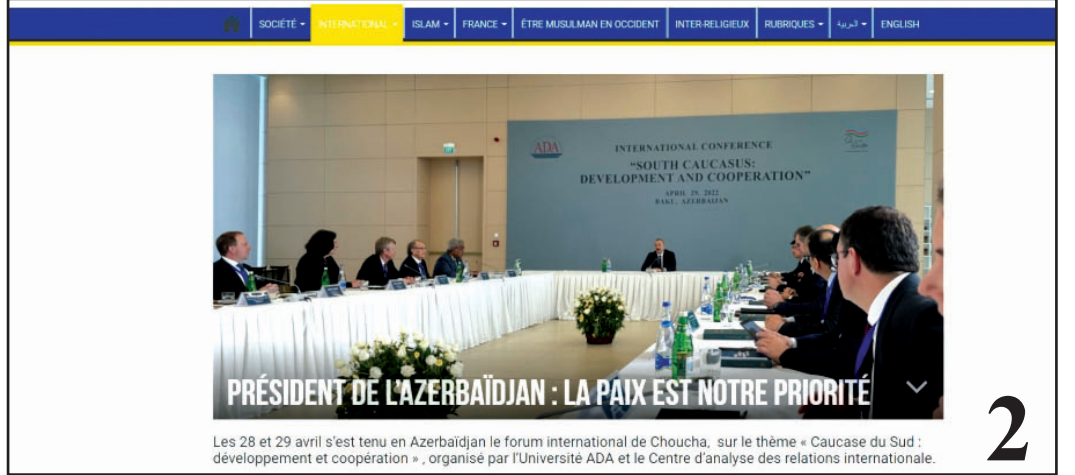 SOCIÉTÉ INTERNATIONAL ISLAM FRANCE ÊTRE MUSULMAN EN OCCIDENT INTER-RELIGIEUX RUBRIQUES العربية ENGLISH
ADA
INTERNATIONAL CONFERENCE
“SOUTH CAUCASUS:
DEVELOPMENT AND COOPERATION”
APRIL 29, 2022
BAKU, AZERBAIJAN
PRÉSIDENT DE L'AZERBAÏDJAN : LA PAIX EST NOTRE PRIORITÉ
2
Les 28 et 29 avril s'est tenu en Azerbaïdjan le forum international de Choucha, sur le thème « Caucase du Sud :
développement et coopération » , organisé par l'Université ADA et le Centre d'analyse des relations internationale.